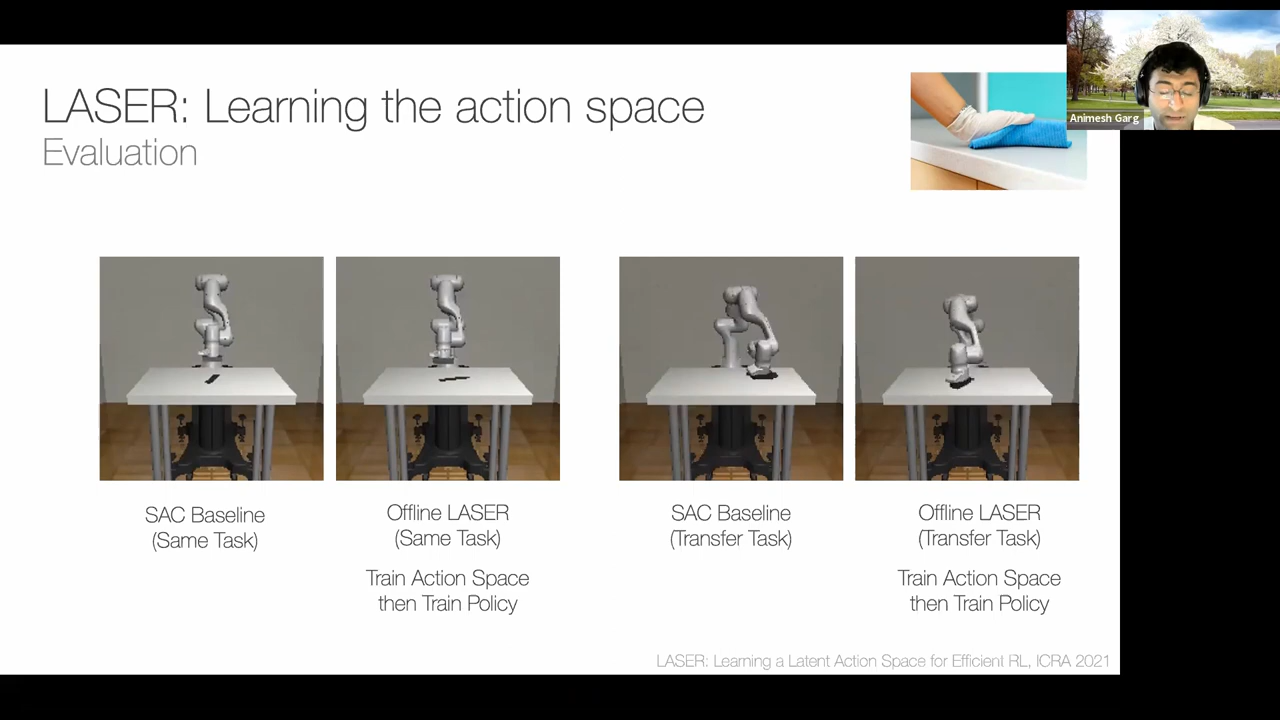 LASER: Learning the action space
Evaluation
Animesh Garg
SAC Baseline
(Same Task)
Offline LASER
(Same Task)
Train Action Space
then Train Policy
SAC Baseline
(Transfer Task)
Offline LASER
(Transfer Task)
Train Action Space
then Train Policy
LASER: Learning a Latent Action Space for Efficient RL, ICRA 2021